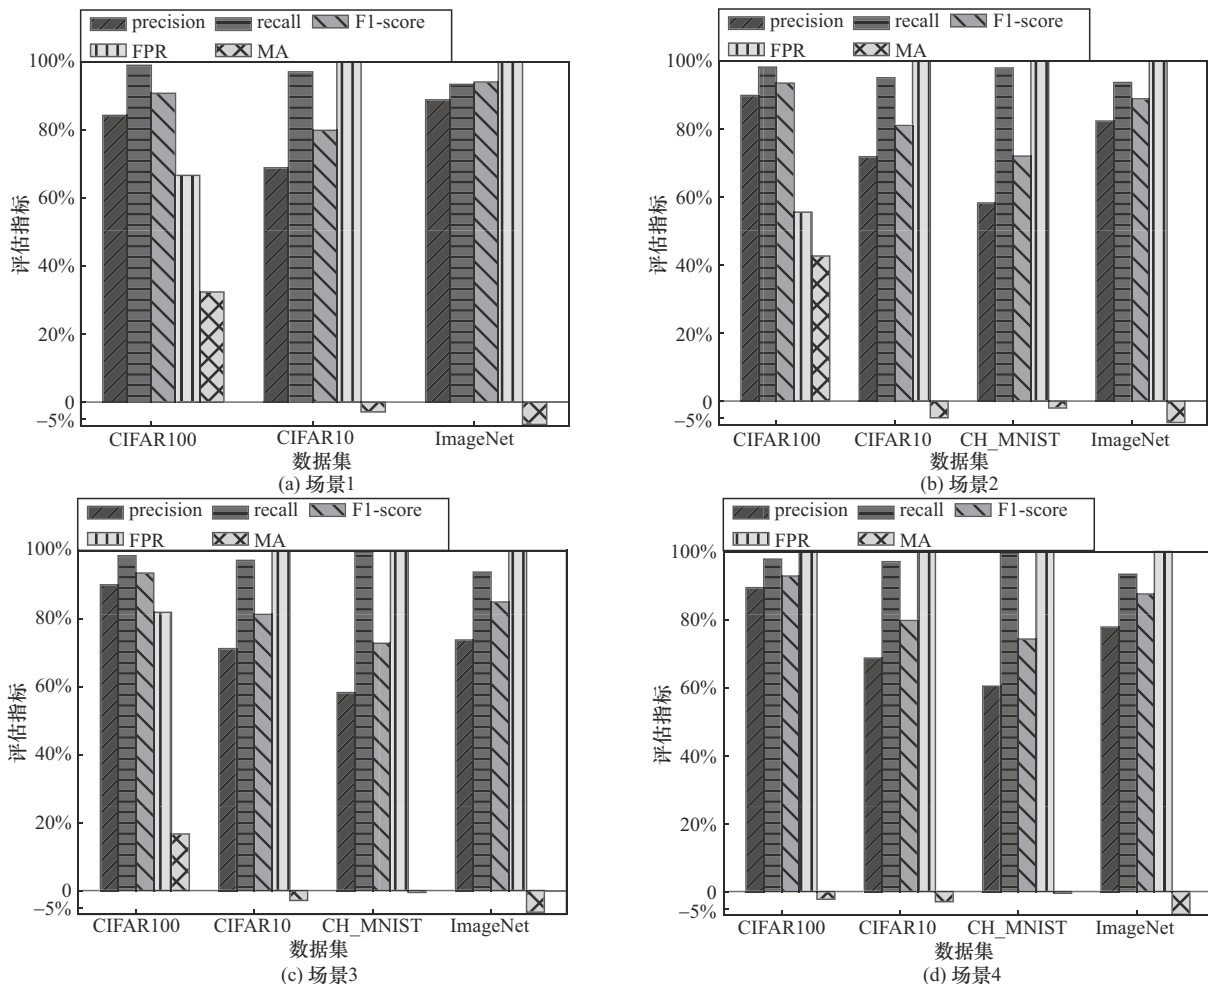 precision recall F1-score
FPR MA
100%
80%
60%
40%
20%
0
−5%
评估指标
CIFAR100 CIFAR10 ImageNet
数据集
(a) 场景1
precision recall F1-score
FPR MA
100%
80%
60%
40%
20%
0
−5%
评估指标
CIFAR100 CIFAR10 CH_MNIST ImageNet
数据集
(b) 场景2
precision recall F1-score
FPR MA
100%
80%
60%
40%
20%
0
−5%
评估指标
CIFAR100 CIFAR10 CH_MNIST ImageNet
数据集
(c) 场景3
precision recall F1-score
FPR MA
100%
80%
60%
40%
20%
0
−5%
评估指标
CIFAR100 CIFAR10 CH_MNIST ImageNet
数据集
(d) 场景4